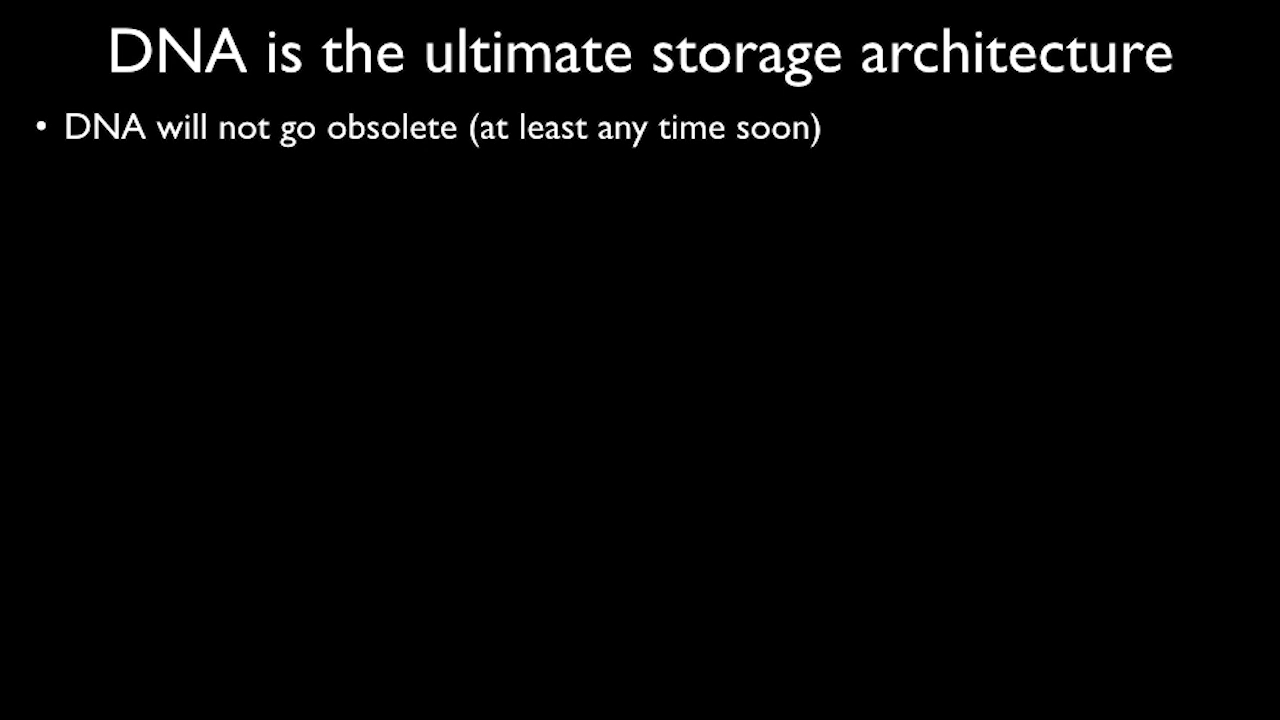 DNA is the ultimate storage architecture
• DNA will not go obsolete (at least any time soon)